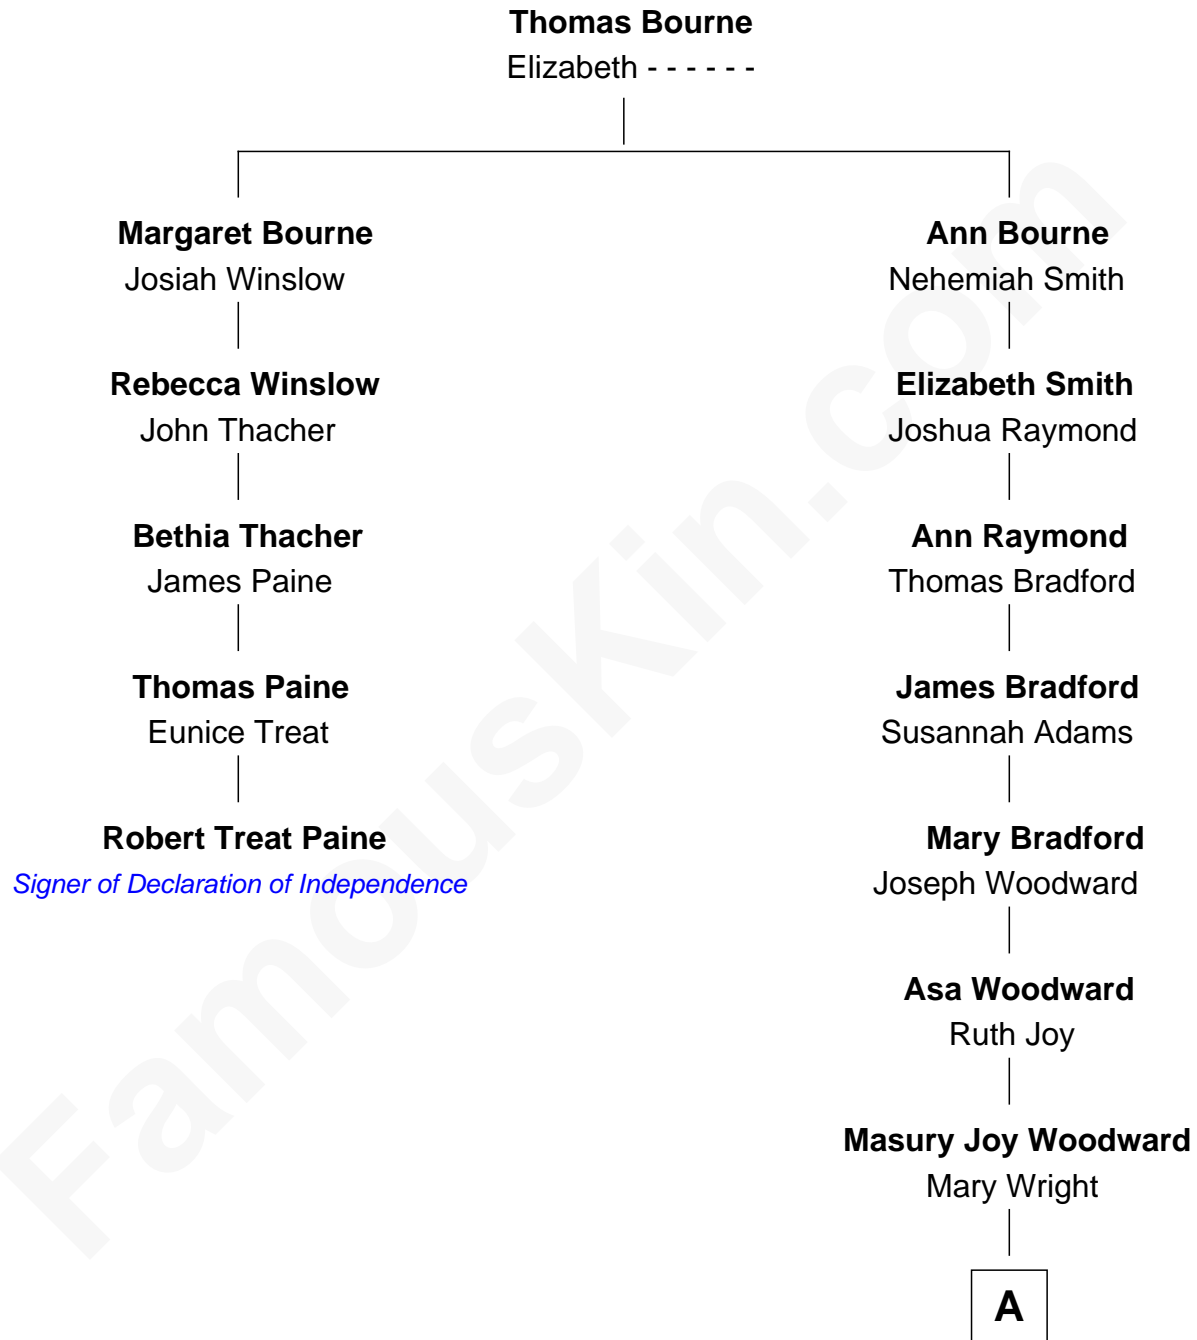 Thomas Bourne
Elizabeth - - - - - -
Margaret Bourne
Josiah Winslow
Rebecca Winslow
John Thacher
Bethia Thacher
James Paine
Thomas Paine
Eunice Treat
Robert Treat Paine
Signer of Declaration of Independence
Ann Bourne
Nehemiah Smith
Elizabeth Smith
Joshua Raymond
Ann Raymond
Thomas Bradford
James Bradford
Susannah Adams
Mary Bradford
Joseph Woodward
Asa Woodward
Ruth Joy
Masury Joy Woodward
Mary Wright
A
FamousKin.com